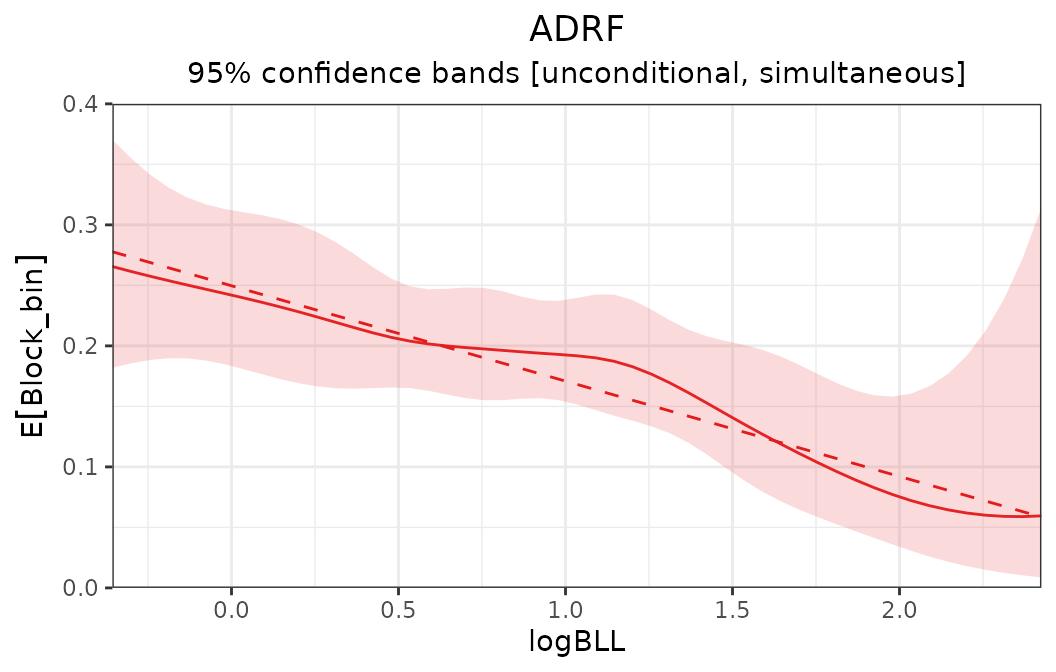 ADRF
95% confidence bands [unconditional, simultaneous]
0.4
0.3
0.2
0.1
0.0
E[Block_bin]
0.0 0.5 1.0 1.5 2.0
logBLL